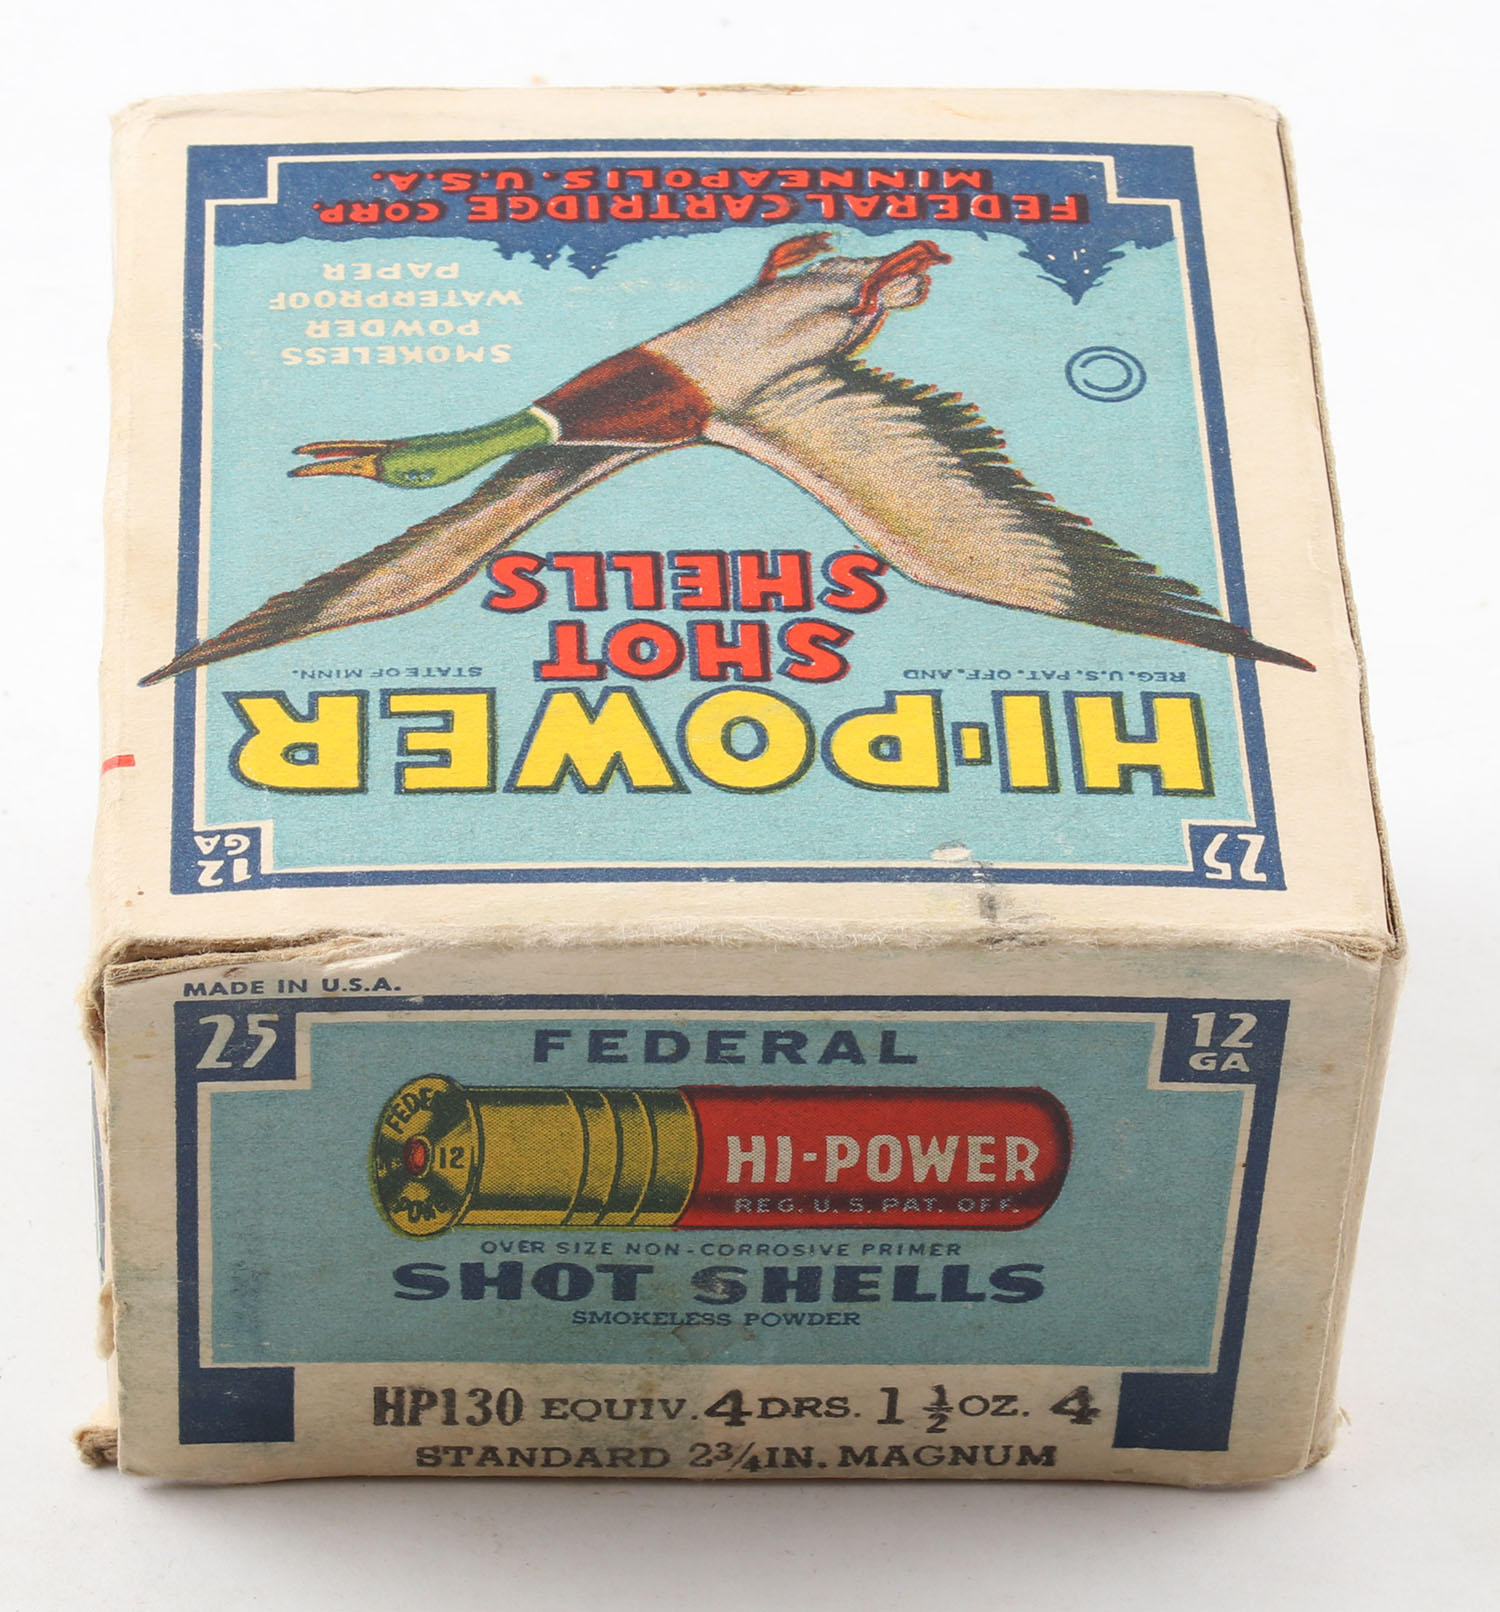 FEDERAL CARTRIDGE CORP.
MINNEAPOLIS. U.S.A.
SMOKELESS
POWDER
WATERPROOF
PAPER
©
SHOT
SHELLS
REG. U.S. PAT. OFF. AND
STATE OF MINN.
HI-POWER
25
12
GA
MADE IN U.S.A.
25
FEDERAL
12
GA
12
HI-POWER
REG. U. S. PAT. OFF.
OVER SIZE NON-CORROSIVE PRIMER
SHOT SHELLS
SMOKELESS POWDER
HP130 EQUIV. 4 DRS. 1 1/2 OZ. 4
STANDARD 2 3/4 IN. MAGNUM